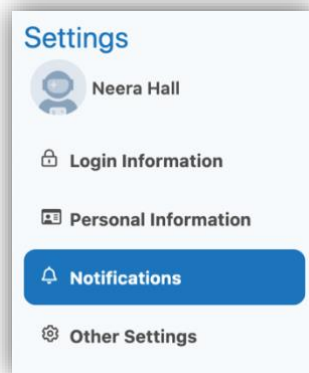 Settings
Neera Hall
Login Information
Personal Information
Notifications
Other Settings